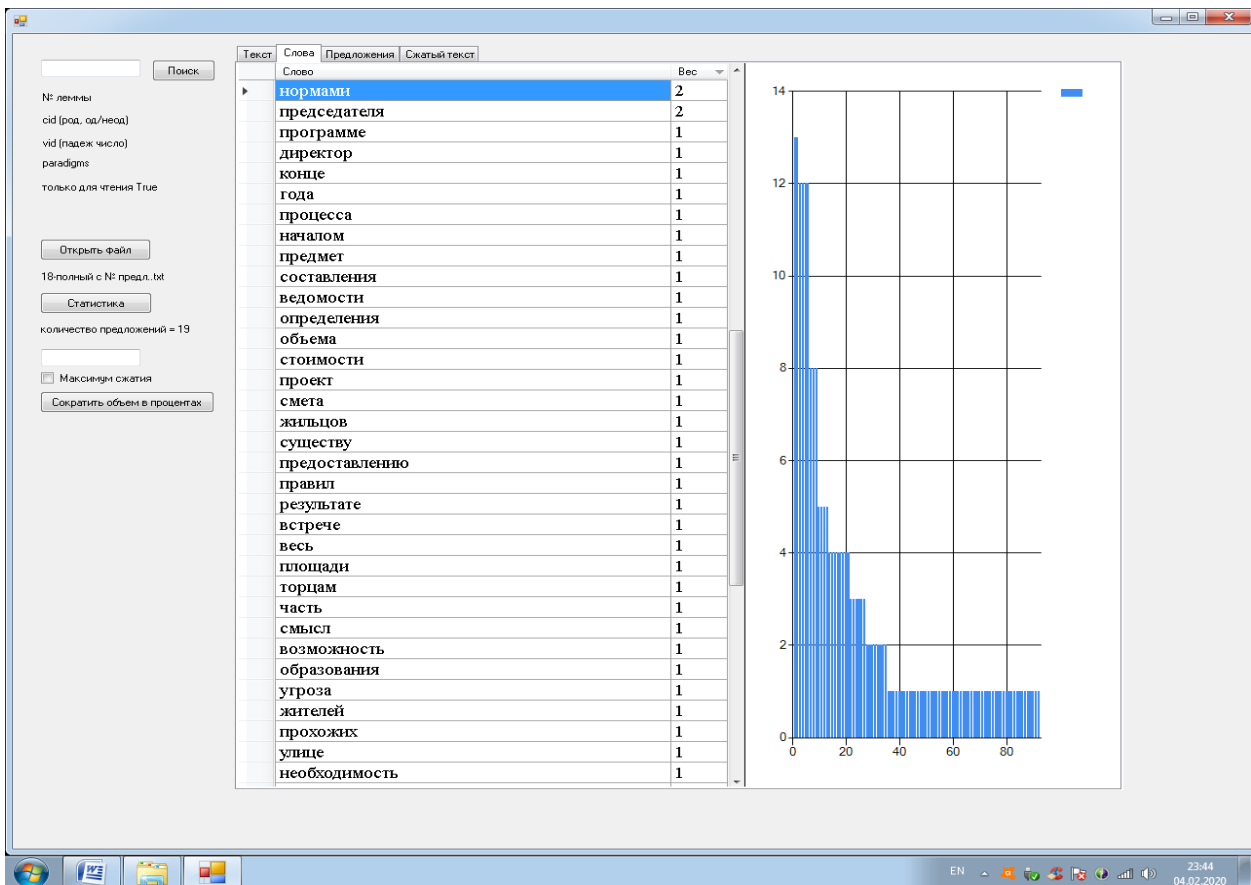 Текст Слова Предложения Сжатый текст
Поиск
№ леммы
cid (род, од/неод)
vid (падеж число)
paradigms
только для чтения True
Открыть файл
18-полный с № предл..txt
Статистика
количество предложений = 19
Максимум сжатия
Сократить объем в процентах
Слово Вес
нормами 2
председателя 2
программе 1
директор 1
конце 1
года 1
процесса 1
началом 1
предмет 1
составления 1
ведомости 1
определения 1
объема 1
стоимости 1
проект 1
смета 1
жильцов 1
существу 1
предоставлению 1
правил 1
результате 1
встрече 1
весь 1
площади 1
торцам 1
часть 1
смысл 1
возможность 1
образования 1
угроза 1
жителей 1
прохожих 1
улице 1
необходимость 1
14
12
10
8
6
4
2
0
0 20 40 60 80
EN 23:44
04.02.2020